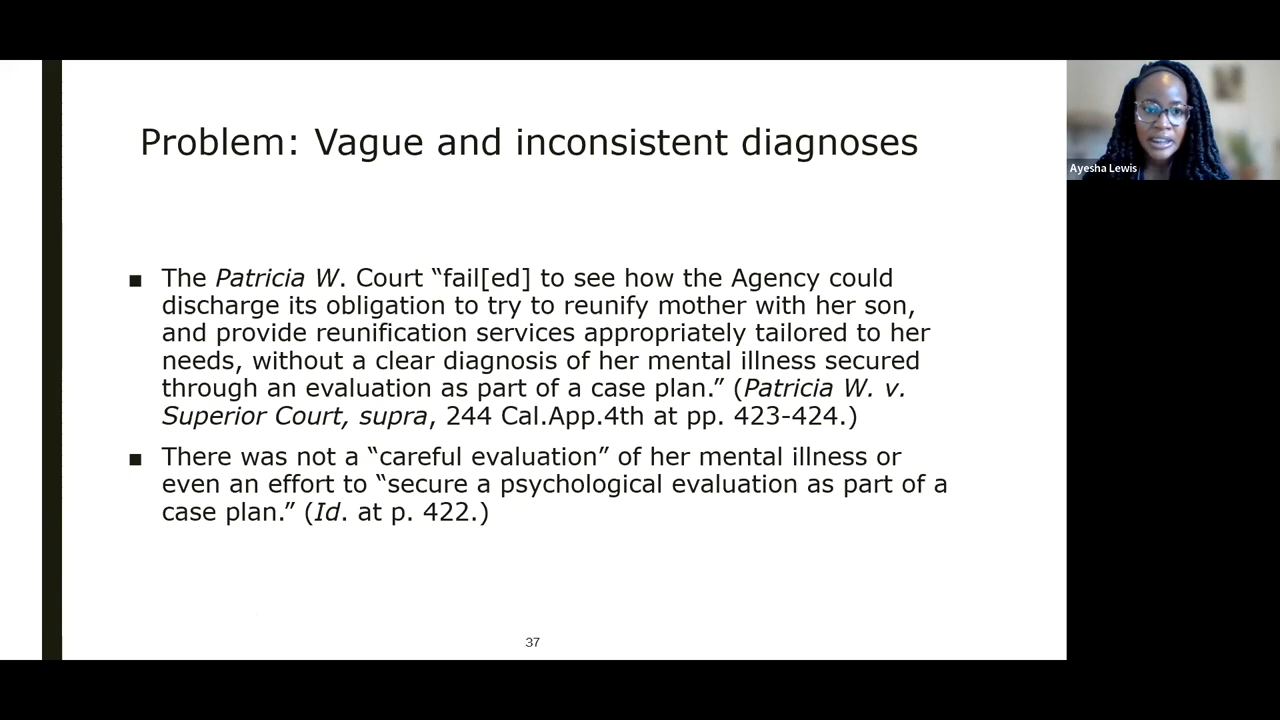 Problem: Vague and inconsistent diagnoses
▪ The Patricia W. Court “fail[ed] to see how the Agency could
discharge its obligation to try to reunify mother with her son,
and provide reunification services appropriately tailored to her
needs, without a clear diagnosis of her mental illness secured
through an evaluation as part of a case plan.” (Patricia W. v.
Superior Court, supra, 244 Cal.App.4th at pp. 423-424.)
▪ There was not a “careful evaluation” of her mental illness or
even an effort to “secure a psychological evaluation as part of a
case plan.” (Id. at p. 422.)
37
Ayesha Lewis